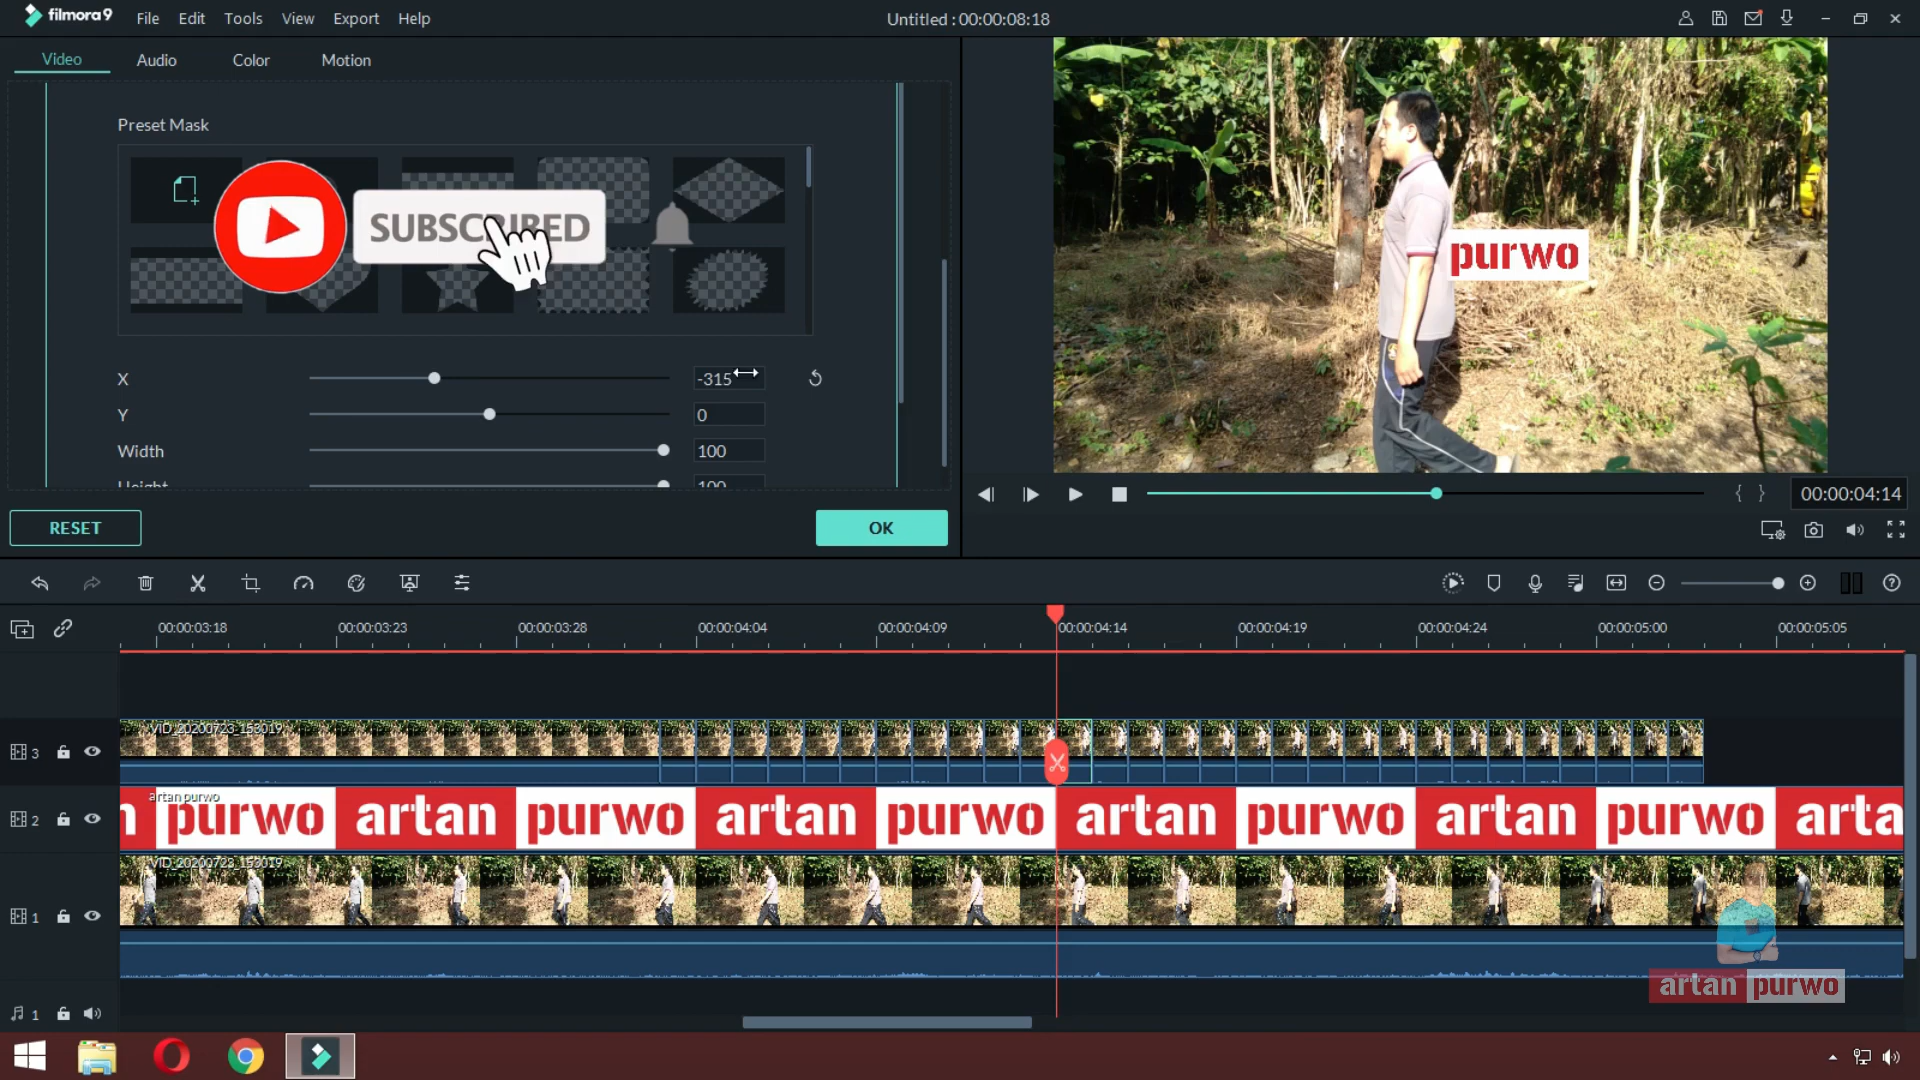 filmora9 File Edit Tools View Export Help Untitled : 00:00:08:18
Video Audio Color Motion
Preset Mask
SUBSCRIBED
purwo
X -315
Y 0
Width 100
Height 100
RESET OK
00:00:04:14
00:00:03:18 00:00:03:23 00:00:03:28 00:00:04:04 00:00:04:09 00:00:04:14 00:00:04:19 00:00:04:24 00:00:05:00 00:00:05:05
VID_20200723_153019
3
artan purwo
n purwo artan purwo artan purwo artan purwo artan purwo arta
2
VID_20200723_153019
1
artan purwo
1